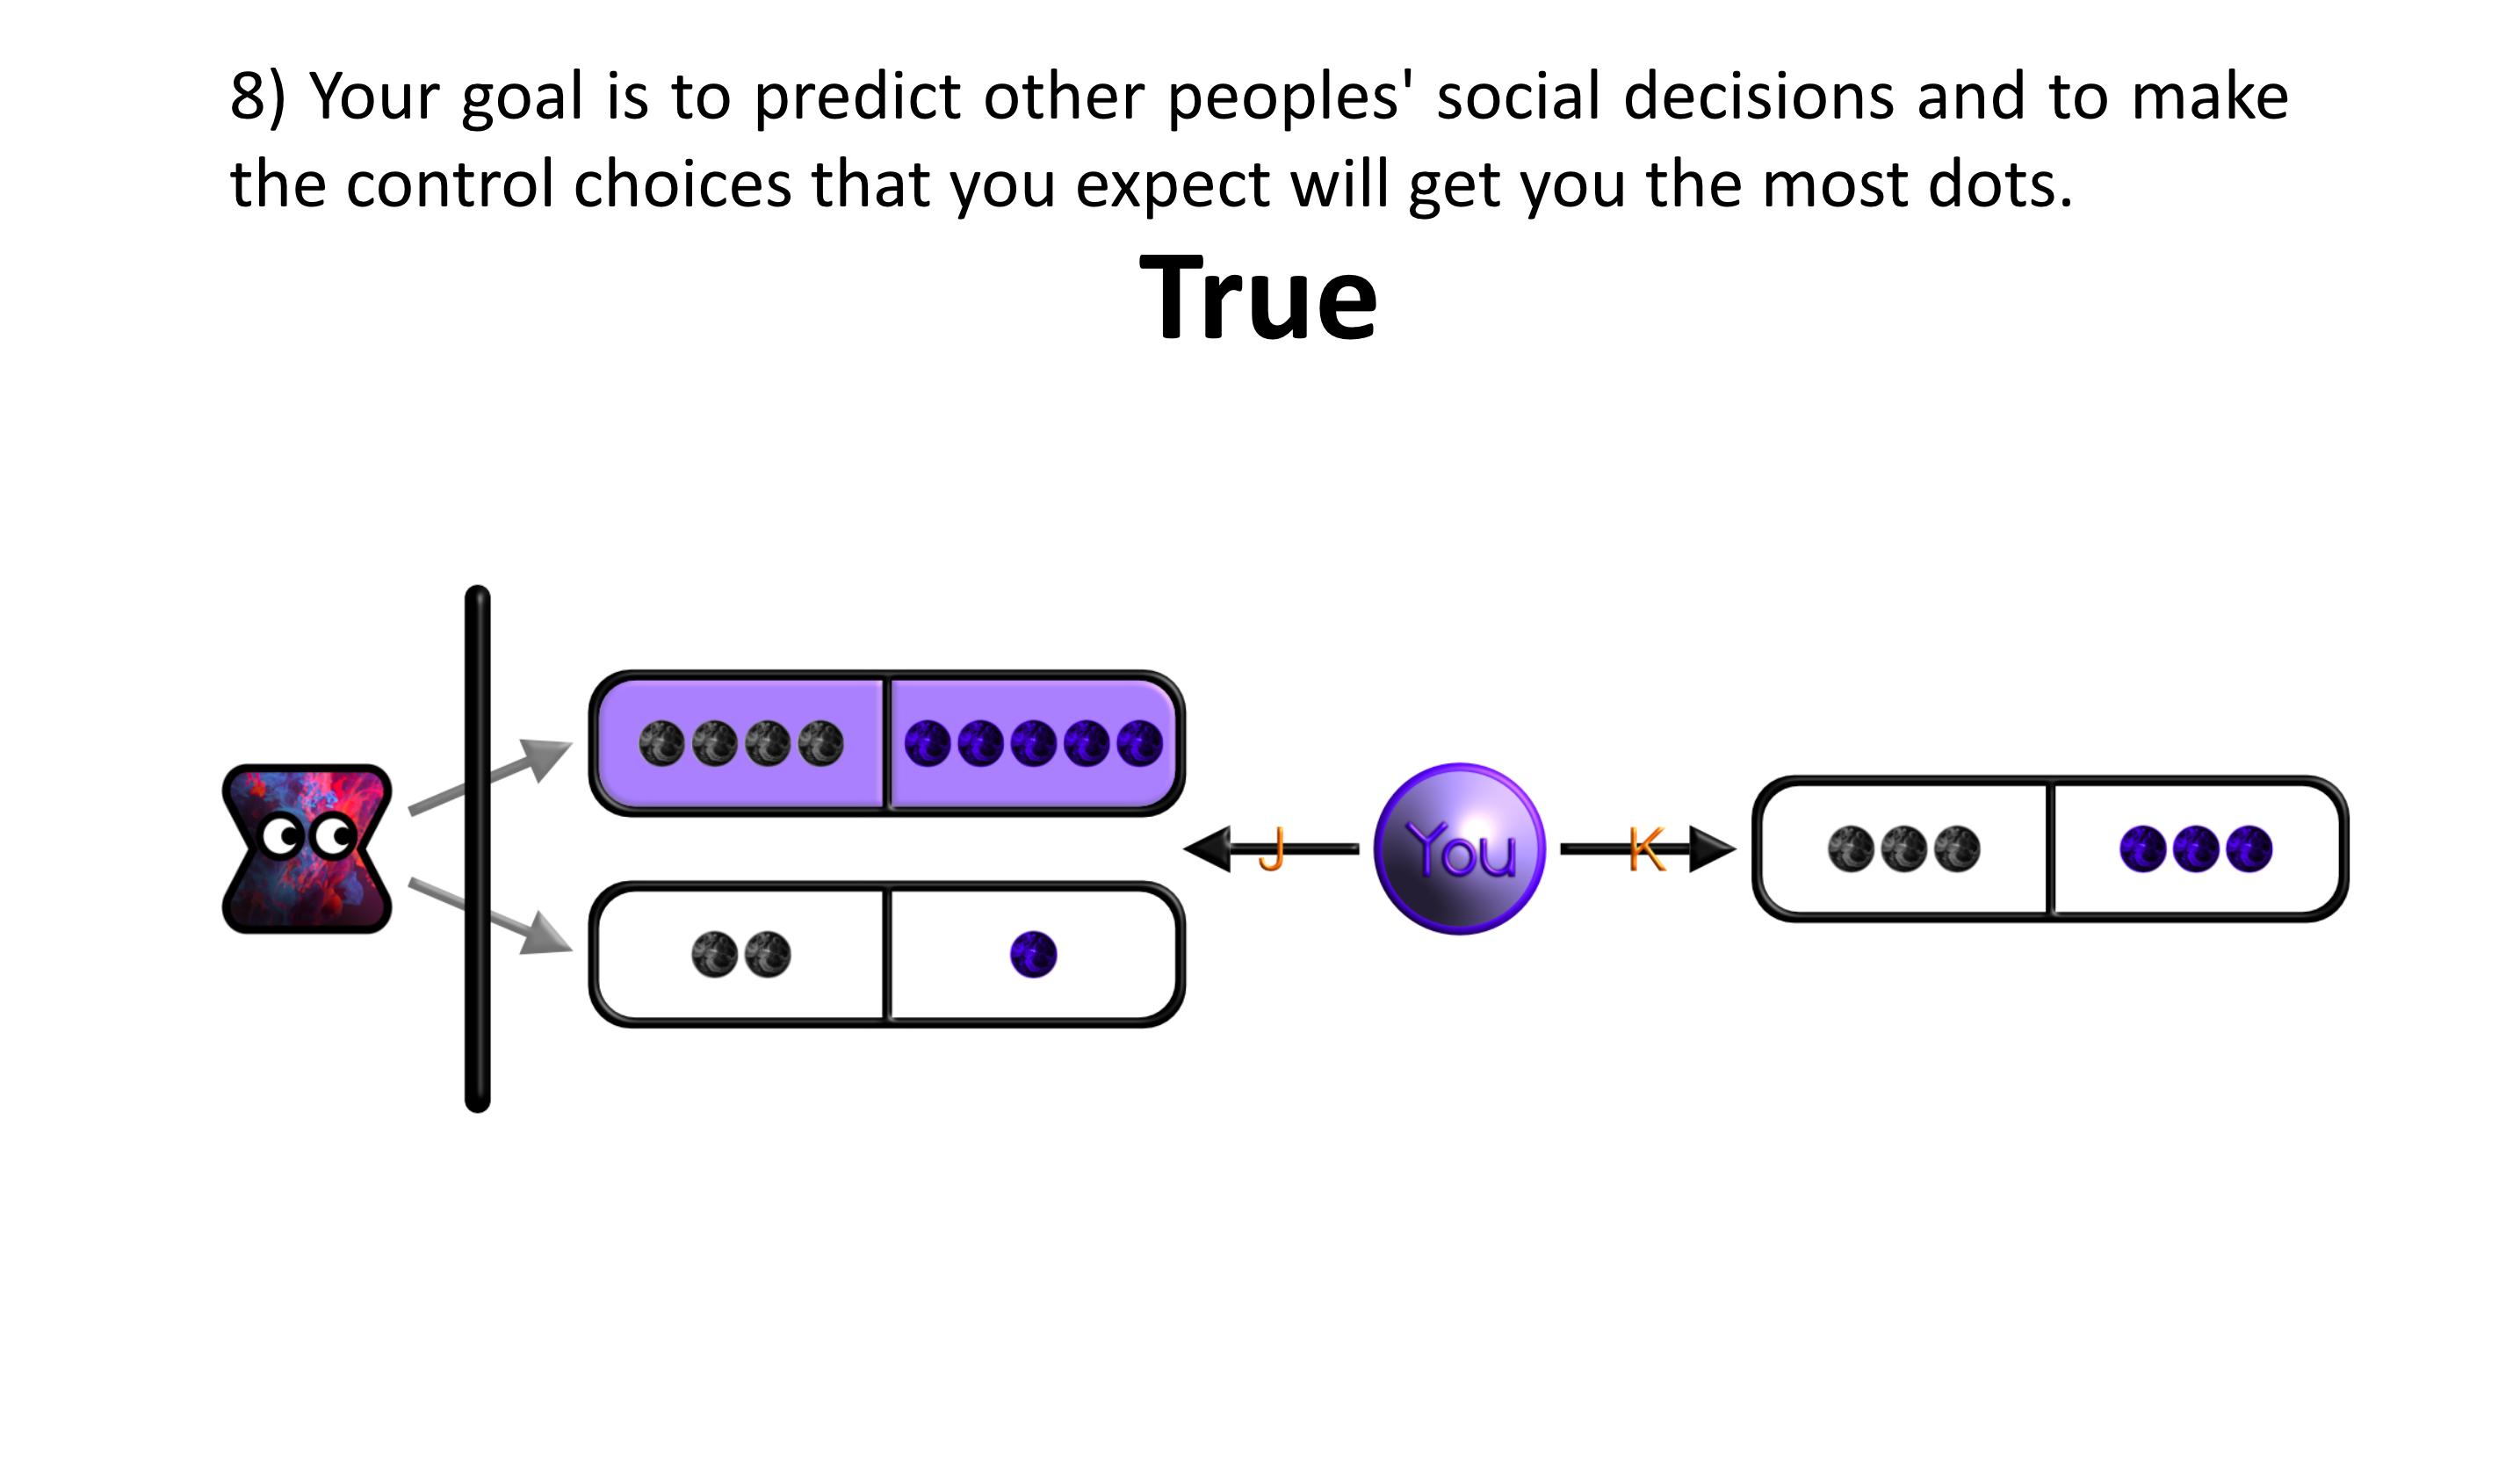 8) Your goal is to predict other peoples' social decisions and to make
the control choices that you expect will get you the most dots.
True
J
You
K